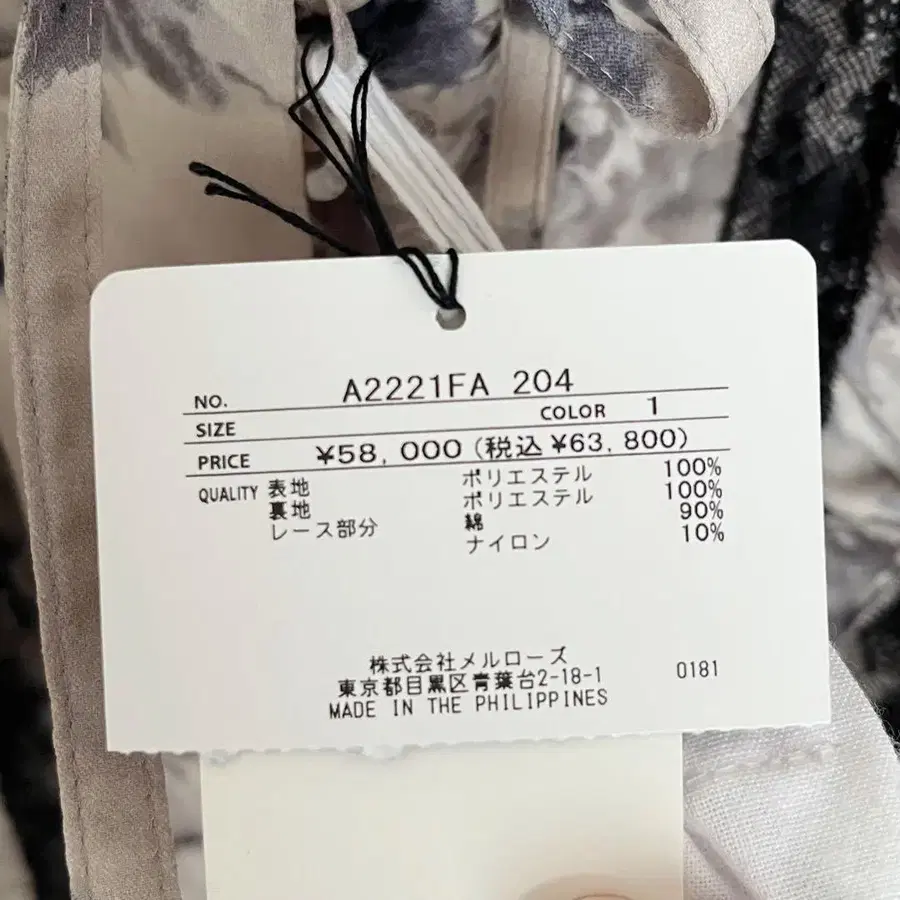 NO. A2221FA 204
SIZE COLOR 1
PRICE ¥58,000 (税込 ¥63,800)
QUALITY 表地 ポリエステル 100%
裏地 ポリエステル 100%
レース部分 綿 90%
ナイロン 10%
株式会社メルローズ
東京都目黒区青葉台2-18-1 0181
MADE IN THE PHILIPPINES